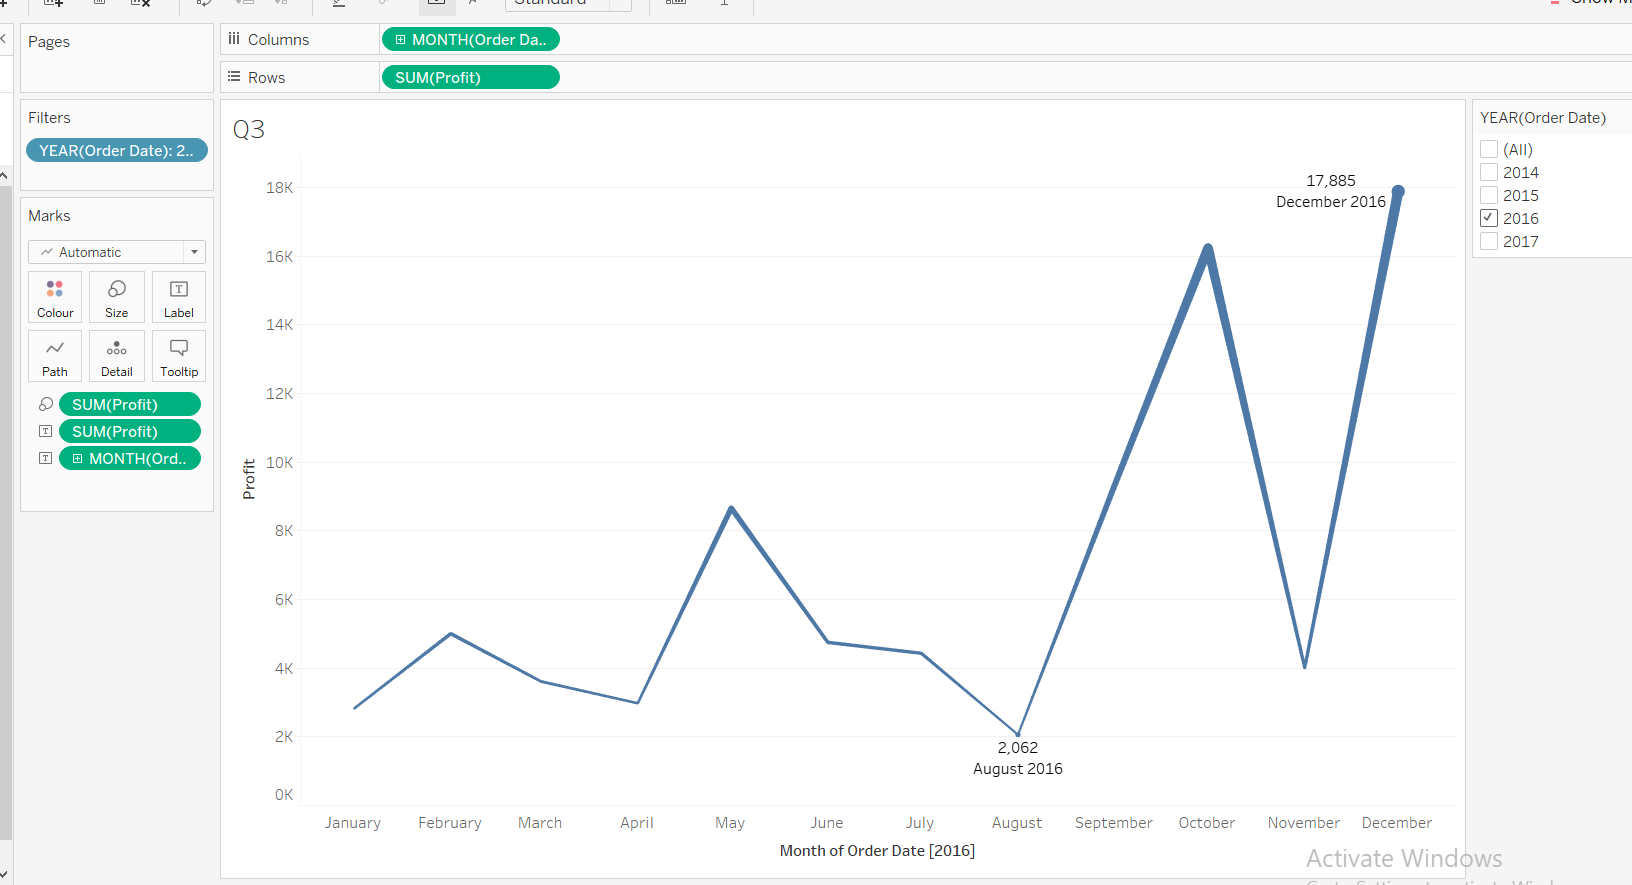 Standard
Pages
Columns
MONTH(Order Da..
Rows
SUM(Profit)
Filters
YEAR(Order Date): 2..
Marks
Automatic
Colour
Size
Label
Path
Detail
Tooltip
SUM(Profit)
SUM(Profit)
MONTH(Ord..
Q3
18K
16K
14K
12K
10K
8K
6K
4K
2K
0K
Profit
17,885
December 2016
2,062
August 2016
January February March April May June July August September October November December
Month of Order Date [2016]
YEAR(Order Date)
(All)
2014
2015
2016
2017
Activate Windows